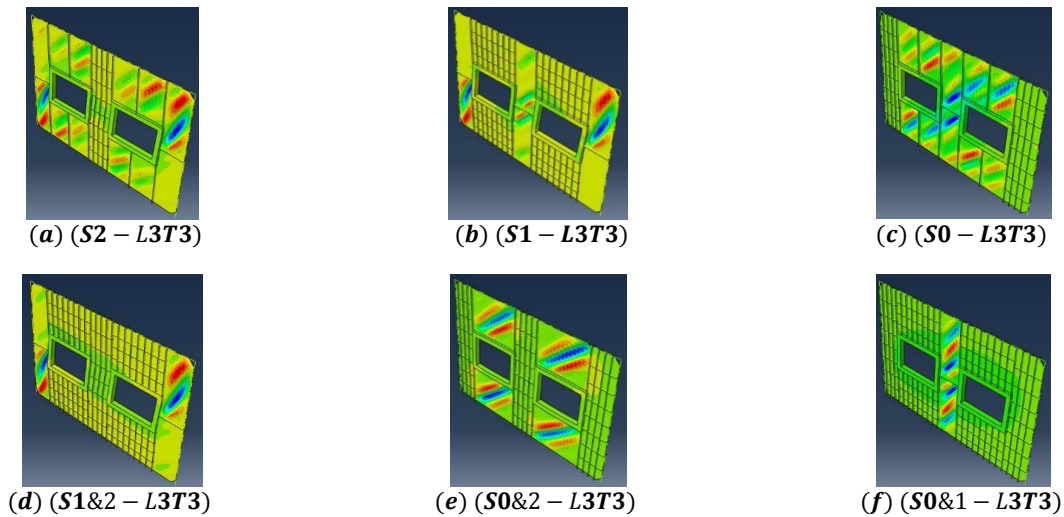 (a) (S2 − L3T3)
(b) (S1 − L3T3)
(c) (S0 − L3T3)
(d) (S1&2 − L3T3)
(e) (S0&2 − L3T3)
(f) (S0&1 − L3T3)